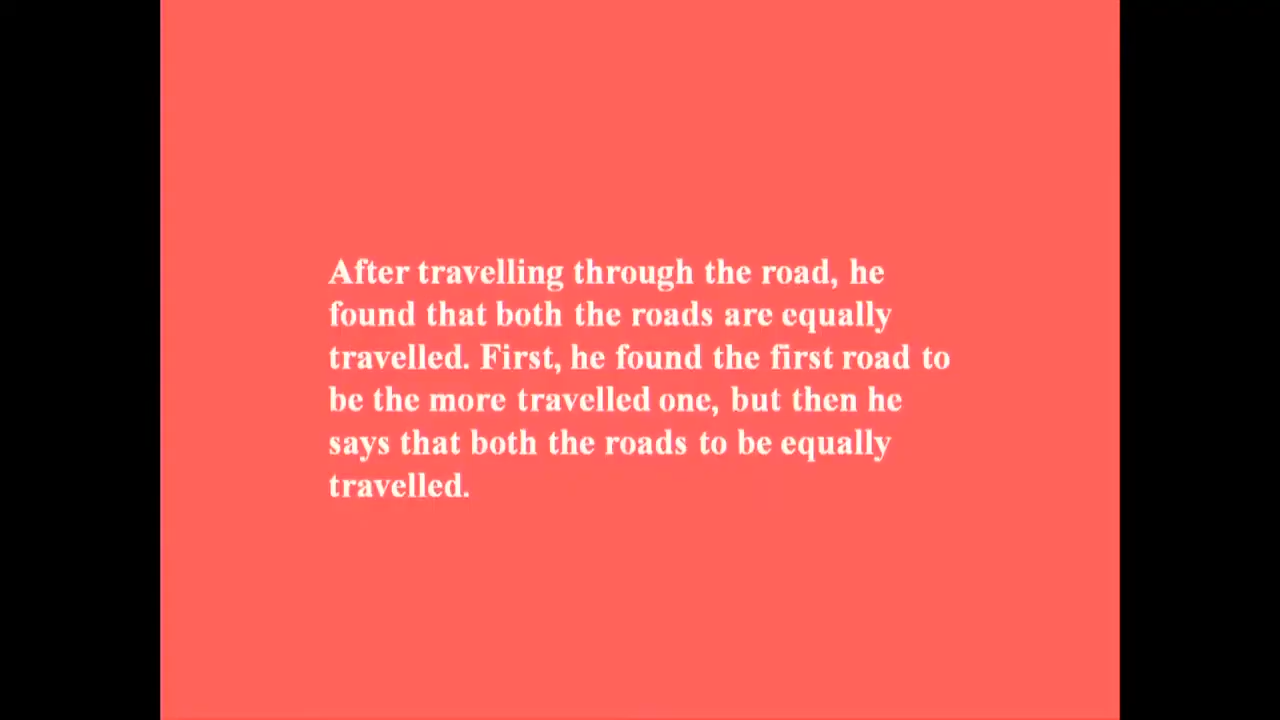 After travelling through the road, he
found that both the roads are equally
travelled. First, he found the first road to
be the more travelled one, but then he
says that both the roads to be equally
travelled.